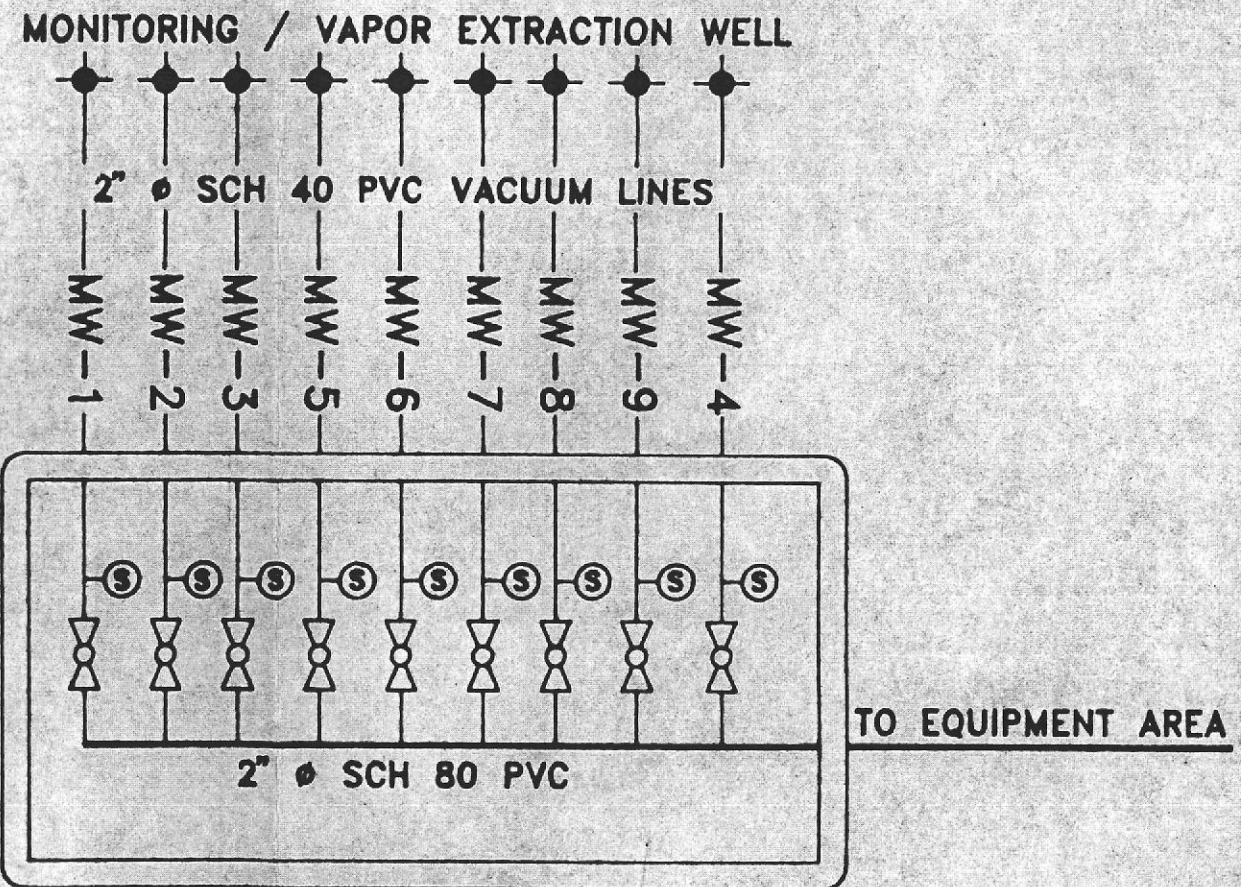 MONITORING / VAPOR EXTRACTION WELL
2" ø SCH 40 PVC VACUUM LINES
MW-1
MW-2
MW-3
MW-5
MW-6
MW-7
MW-8
MW-9
MW-4
S S S S S S S S S
TO EQUIPMENT AREA
2" ø SCH 80 PVC